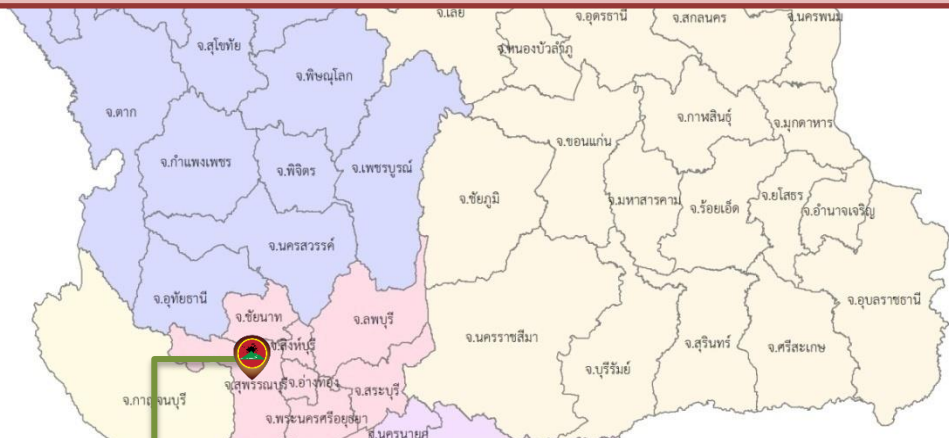 จ.เลย
จ.อุดรธานี
จ.สกลนคร
จ.นครพนม
จ.สุโขทัย
จ.หนองบัวลำภู
จ.พิษณุโลก
จ.ตาก
จ.กาฬสินธุ์
จ.มุกดาหาร
จ.ขอนแก่น
จ.กำแพงเพชร
จ.พิจิตร
จ.เพชรบูรณ์
จ.ชัยภูมิ
จ.มหาสารคาม
จ.ร้อยเอ็ด
จ.ยโสธร
จ.อำนาจเจริญ
จ.นครสวรรค์
จ.อุทัยธานี
จ.อุบลราชธานี
จ.ชัยนาท
จ.ลพบุรี
จ.สิงห์บุรี
จ.นครราชสีมา
จ.สุรินทร์
จ.ศรีสะเกษ
จ.บุรีรัมย์
จ.สุพรรณบุรี
จ.อ่างทอง
จ.สระบุรี
จ.กาญจนบุรี
จ.พระนครศรีอยุธยา
จ.นครนายก